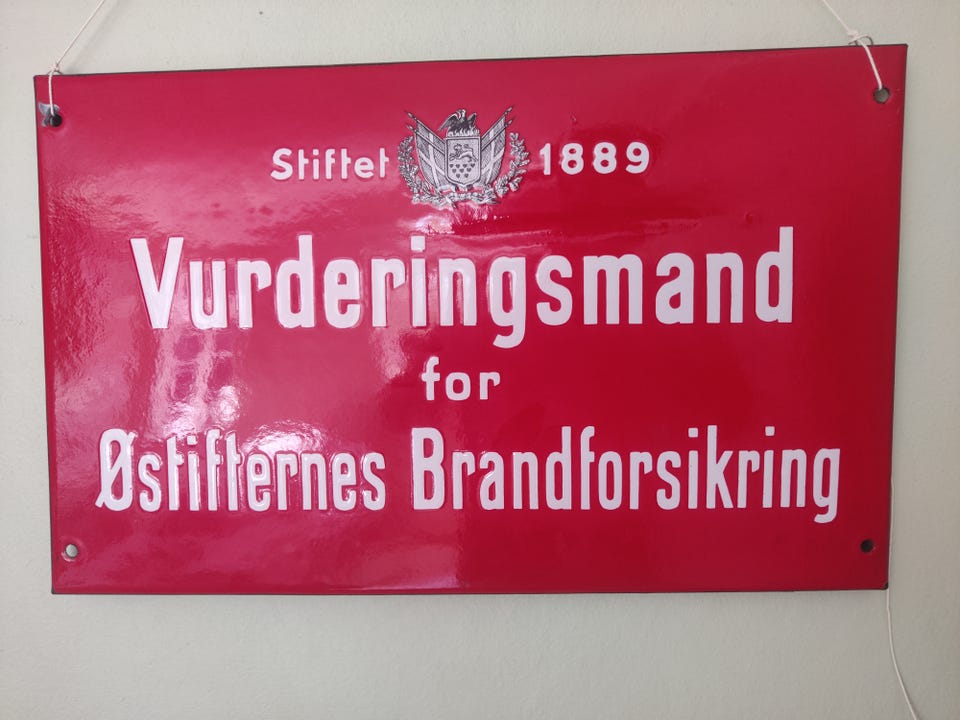 Stiftet 1889
Vurderingsmand
for
Østifternes Brandforsikring